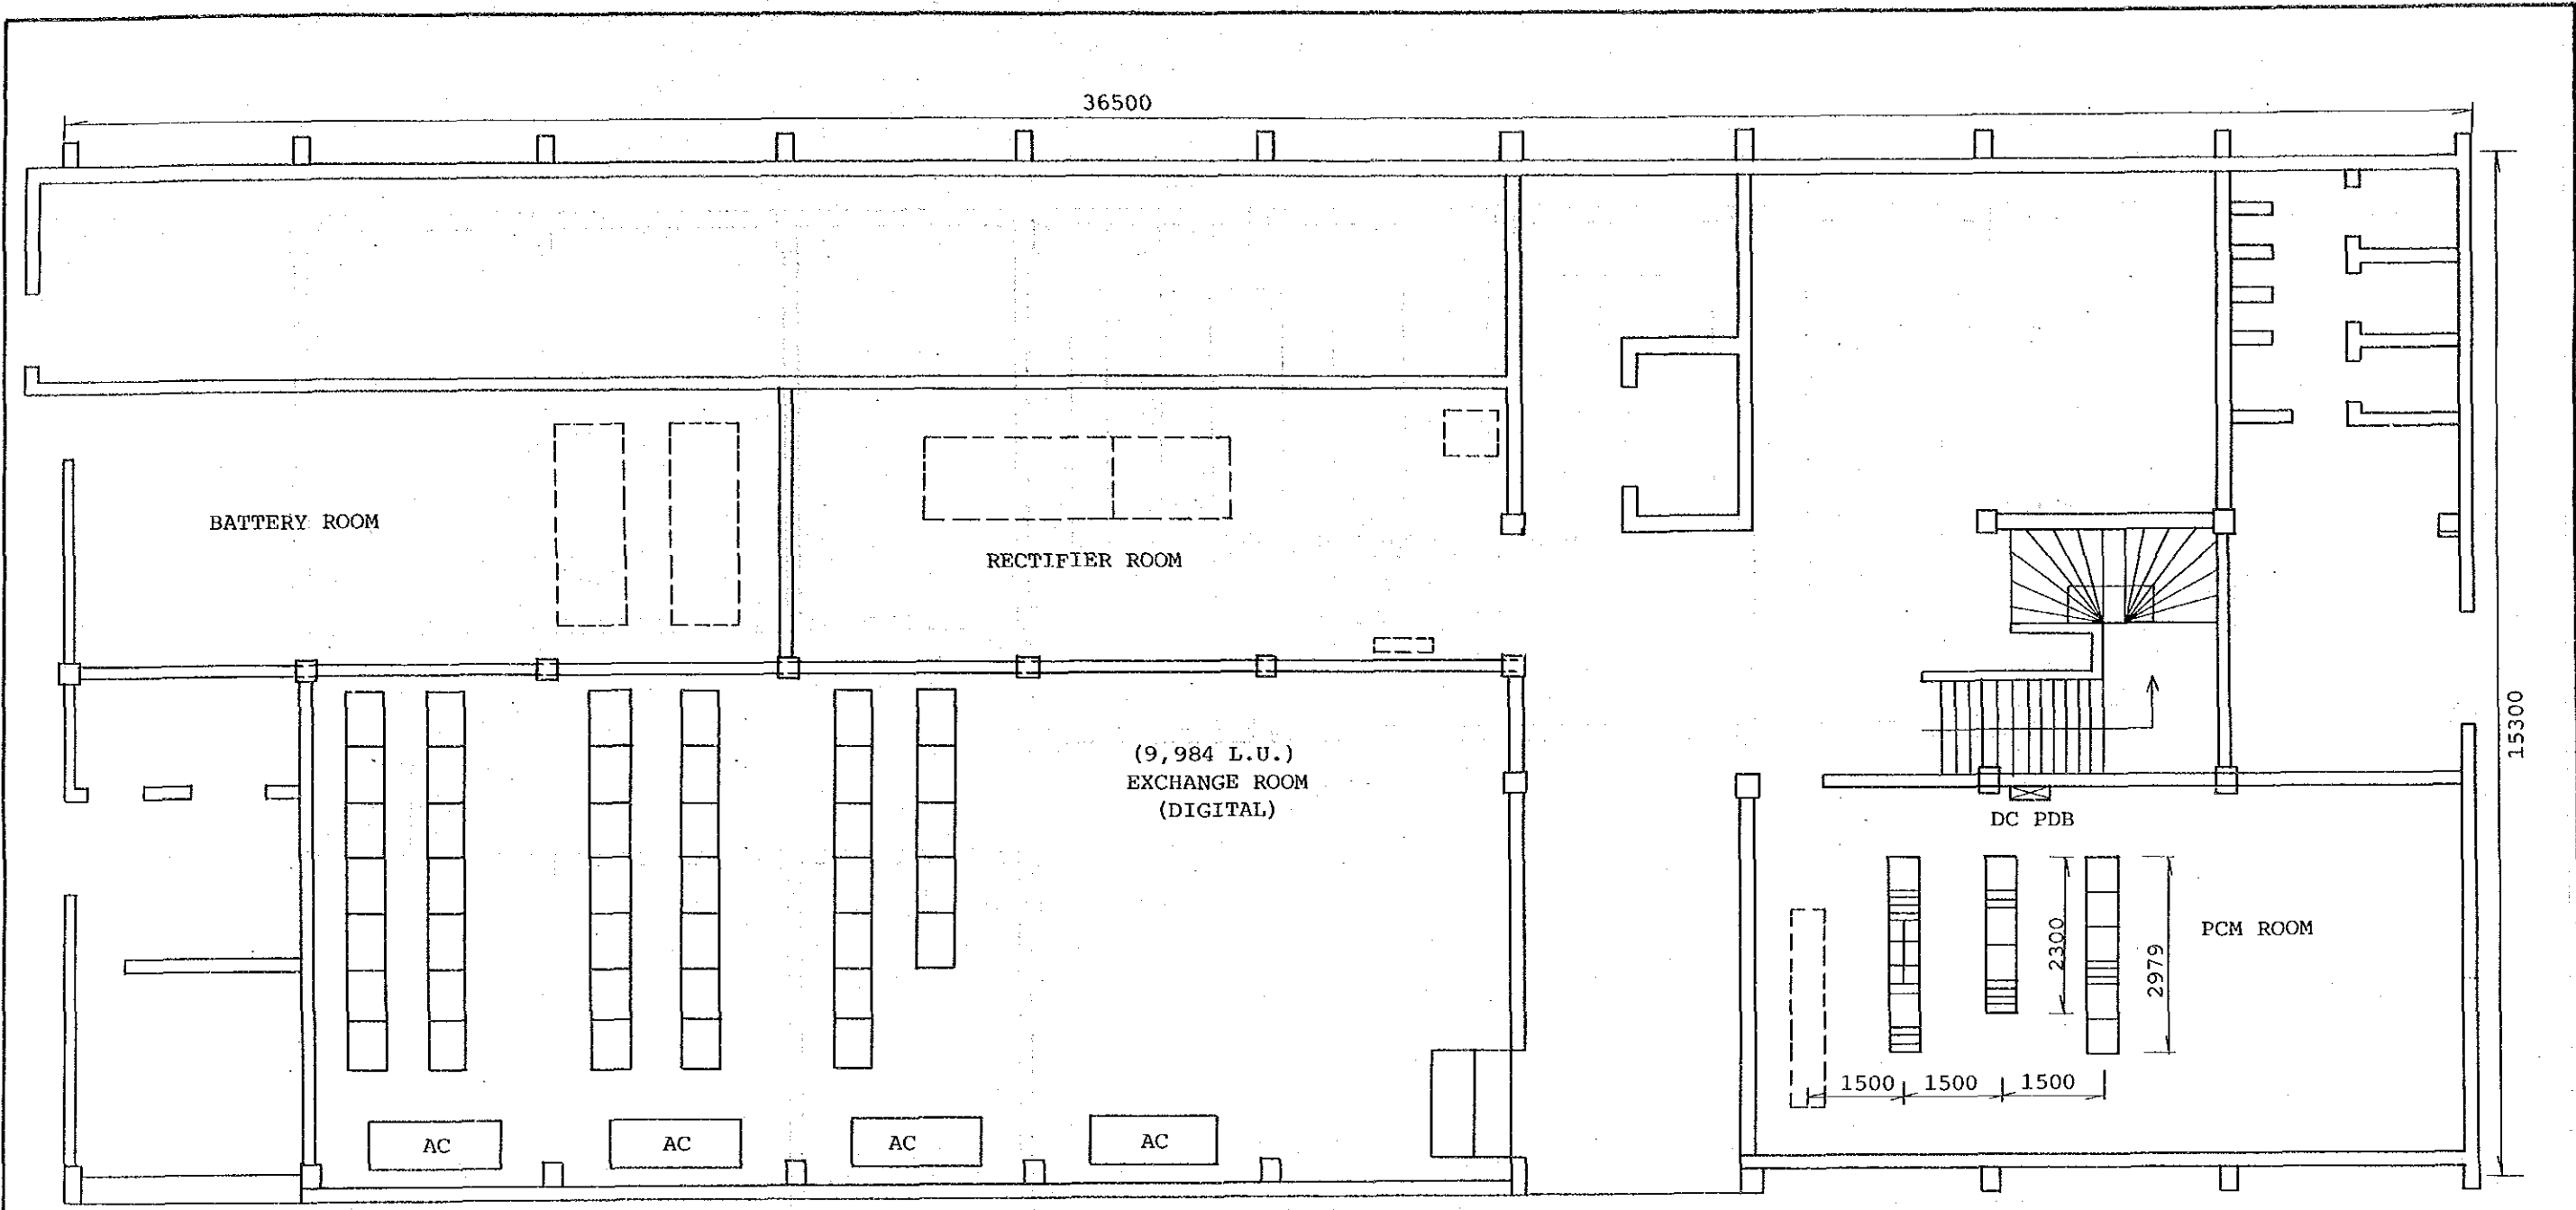 36500
BATTERY ROOM
RECTIFIER ROOM
(9,984 L.U.)
EXCHANGE ROOM
(DIGITAL)
15300
DC PDB
PCM ROOM
2300
2979
1500 1500 1500
AC AC AC AC